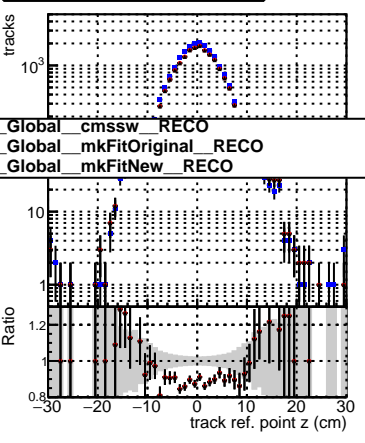 tracks
10³
_Global__cmssw__RECO
_Global__mkFitOriginal__RECO
_Global__mkFitNew__RECO
10
1
Ratio
1.2
1
0.8
−30 −20 −10 0 10 20 30
track ref. point z (cm)